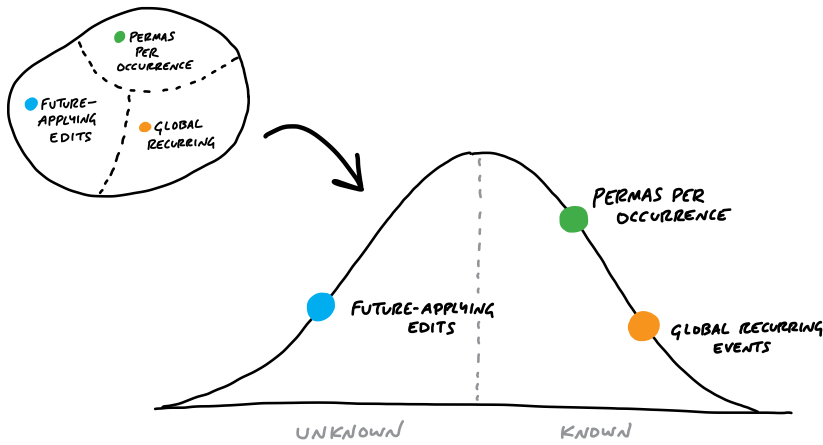 PERMAS
PER
OCCURRENCE
FUTURE-
APPLYING
EDITS
GLOBAL
RECURRING
PERMAS PER
OCCURRENCE
FUTURE-APPLYING
EDITS
GLOBAL RECURRING
EVENTS
UNKNOWN
KNOWN